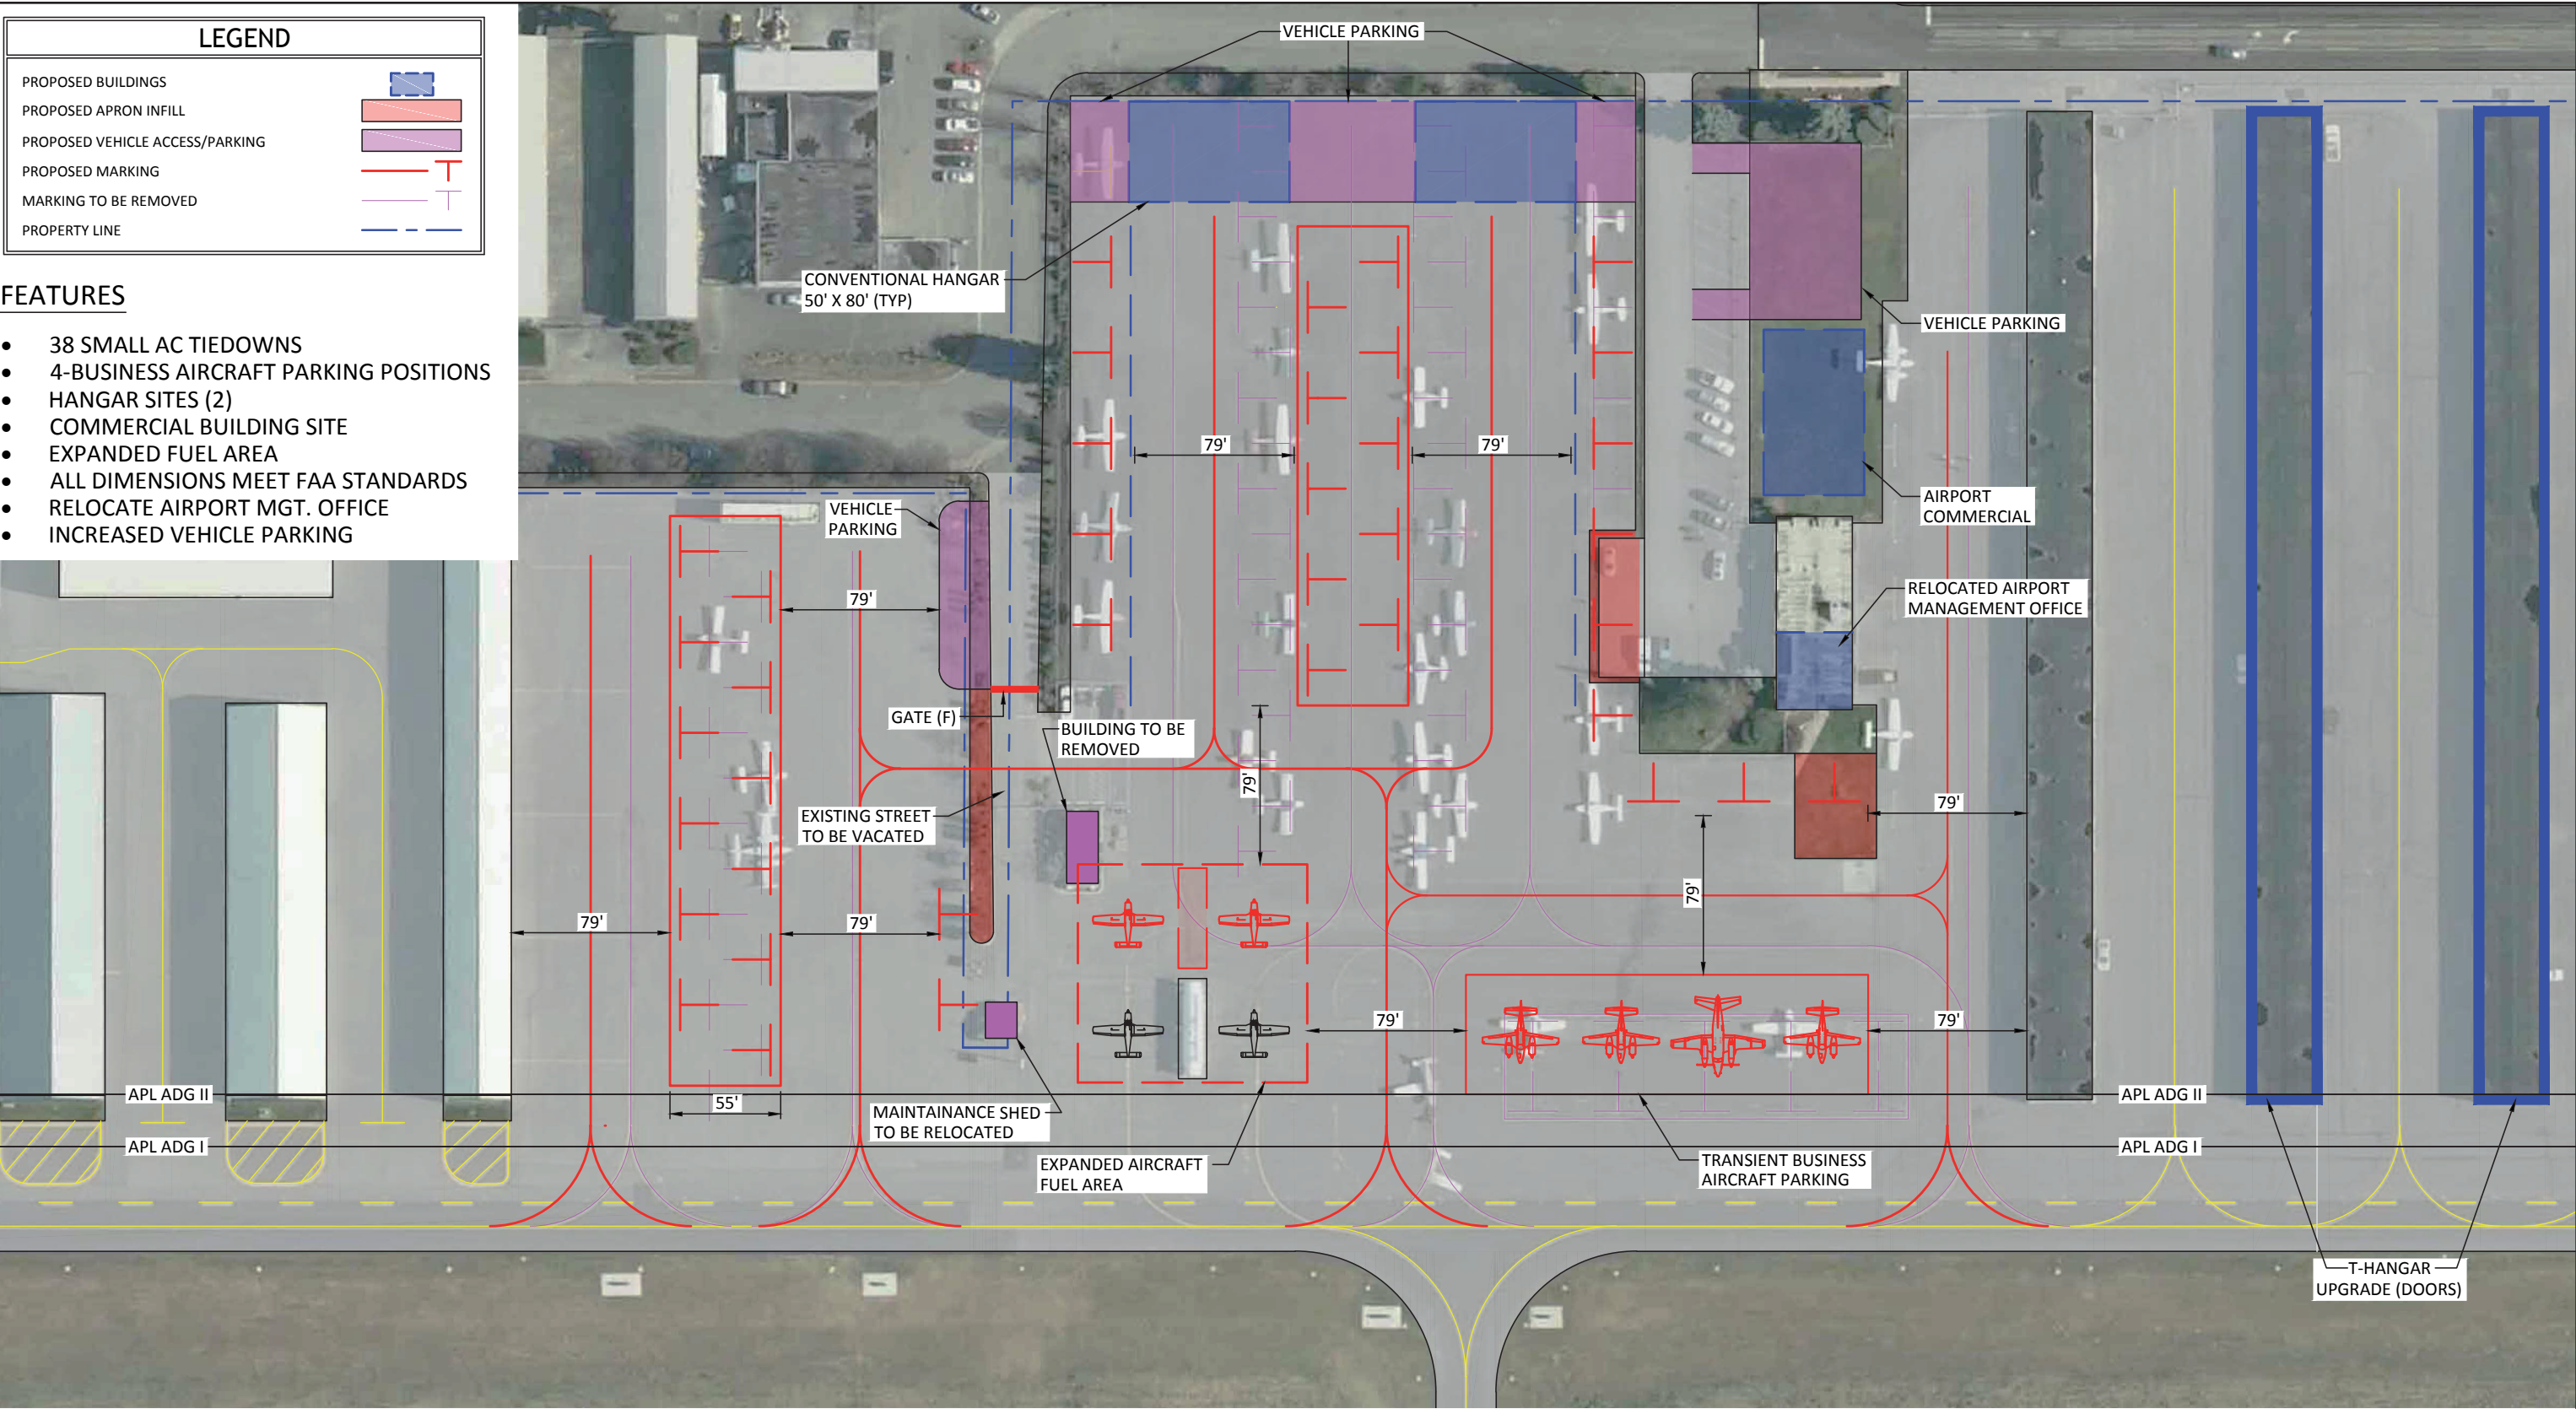 LEGEND
PROPOSED BUILDINGS
PROPOSED APRON INFILL
PROPOSED VEHICLE ACCESS/PARKING
PROPOSED MARKING
MARKING TO BE REMOVED
PROPERTY LINE
FEATURES
• 38 SMALL AC TIEDOWNS
• 4-BUSINESS AIRCRAFT PARKING POSITIONS
• HANGAR SITES (2)
• COMMERCIAL BUILDING SITE
• EXPANDED FUEL AREA
• ALL DIMENSIONS MEET FAA STANDARDS
• RELOCATE AIRPORT MGT. OFFICE
• INCREASED VEHICLE PARKING
VEHICLE PARKING
CONVENTIONAL HANGAR
50' X 80' (TYP)
VEHICLE PARKING
79'
79'
AIRPORT
COMMERCIAL
VEHICLE
PARKING
79'
RELOCATED AIRPORT
MANAGEMENT OFFICE
GATE (F)
BUILDING TO BE
REMOVED
79'
EXISTING STREET
TO BE VACATED
79'
79'
79'
79'
79'
79'
APL ADG II
55'
MAINTAINANCE SHED
TO BE RELOCATED
APL ADG II
APL ADG I
APL ADG I
EXPANDED AIRCRAFT
FUEL AREA
TRANSIENT BUSINESS
AIRCRAFT PARKING
T-HANGAR
UPGRADE (DOORS)
79'